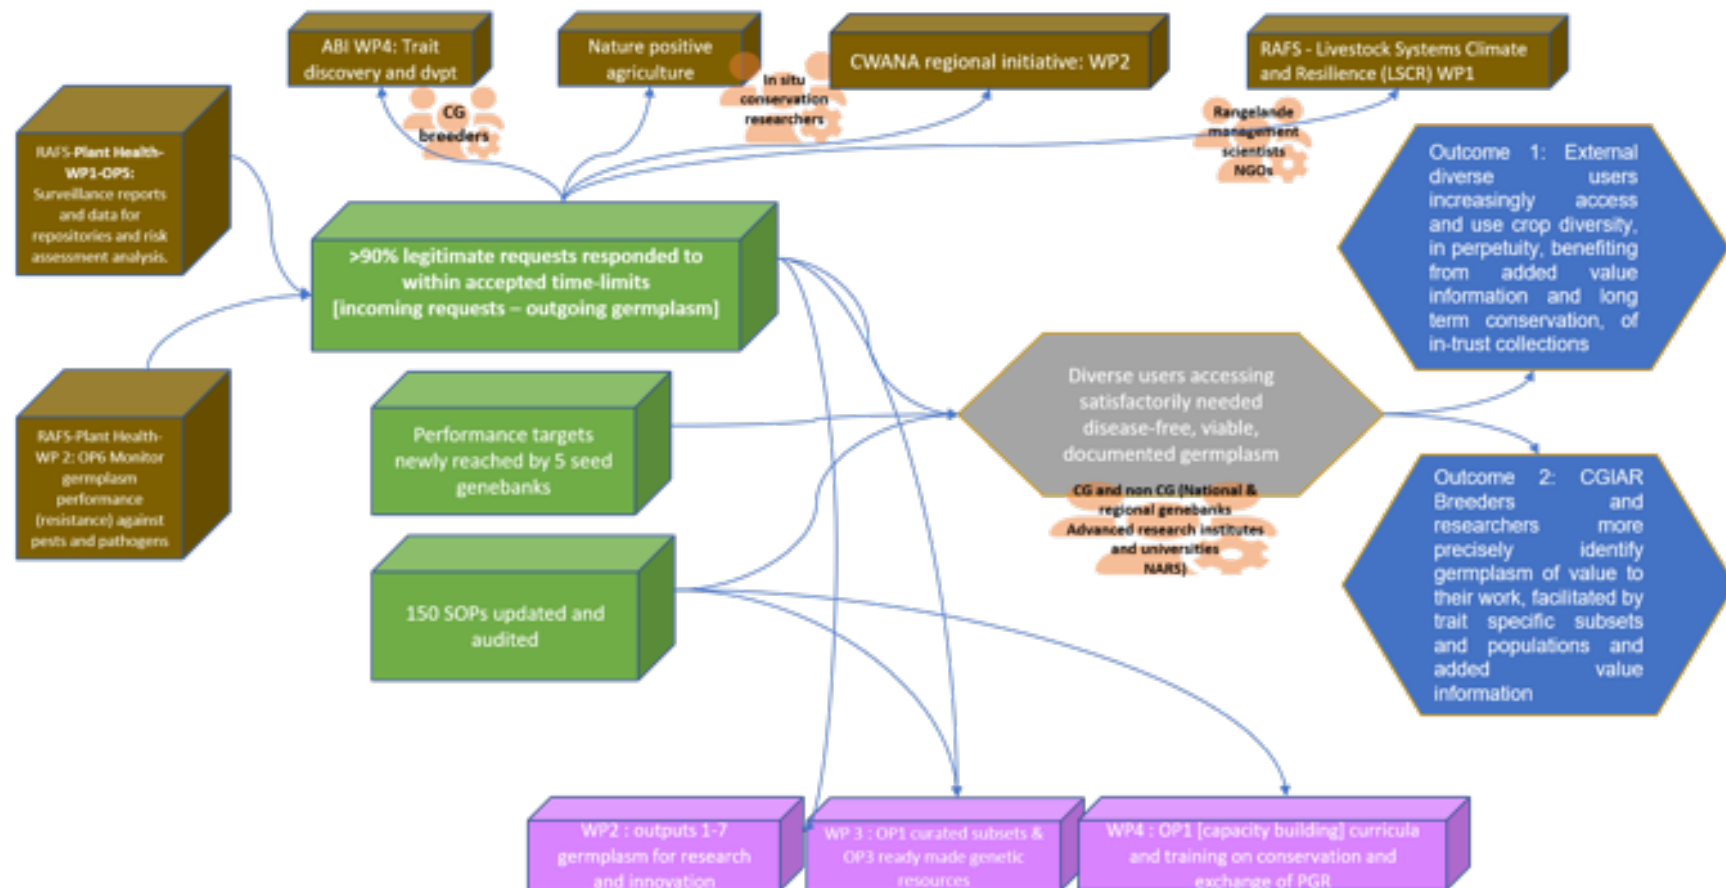 ABI WP4: Trait
discovery and dvpt
Nature positive
agriculture
CWANA regional initiative: WP2
RAFS - Livestock Systems Climate
and Resilience (LSCR) WP1
CG
breeders
In situ
conservation
researchers
Rangelande
management
scientists
NGOs
RAFS-Plant Health-
WP1-OP5:
Surveillance reports
and data for
repositories and risk
assessment analysis.
>90% legitimate requests responded to
within accepted time-limits
[incoming requests – outgoing germplasm]
Outcome 1: External
diverse users
increasingly access
and use crop diversity,
in perpetuity, benefiting
from added value
information and long
term conservation, of
in-trust collections
RAFS-Plant Health-
WP 2: OP6 Monitor
germplasm
performance
(resistance) against
pests and pathogens
Performance targets
newly reached by 5 seed
genebanks
Diverse users accessing
satisfactorily needed
disease-free, viable,
documented germplasm
CG and non CG (National &
regional genebanks
Advanced research institutes
and universities
NARS)
Outcome 2: CGIAR
Breeders and
researchers more
precisely identify
germplasm of value to
their work, facilitated by
trait specific subsets
and populations and
added value
information
150 SOPs updated and
audited
WP2 : outputs 1-7
germplasm for research
and innovation
WP 3 : OP1 curated subsets &
OP3 ready made genetic
resources
WP4 : OP1 [capacity building] curricula
and training on conservation and
exchange of PGR